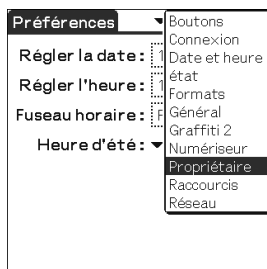 Préférences
Régler la date :
Régler l'heure :
Fuseau horaire :
Heure d'été :
Boutons
Connexion
Date et heure
état
Formats
Général
Graffiti 2
Numériseur
Propriétaire
Raccourcis
Réseau